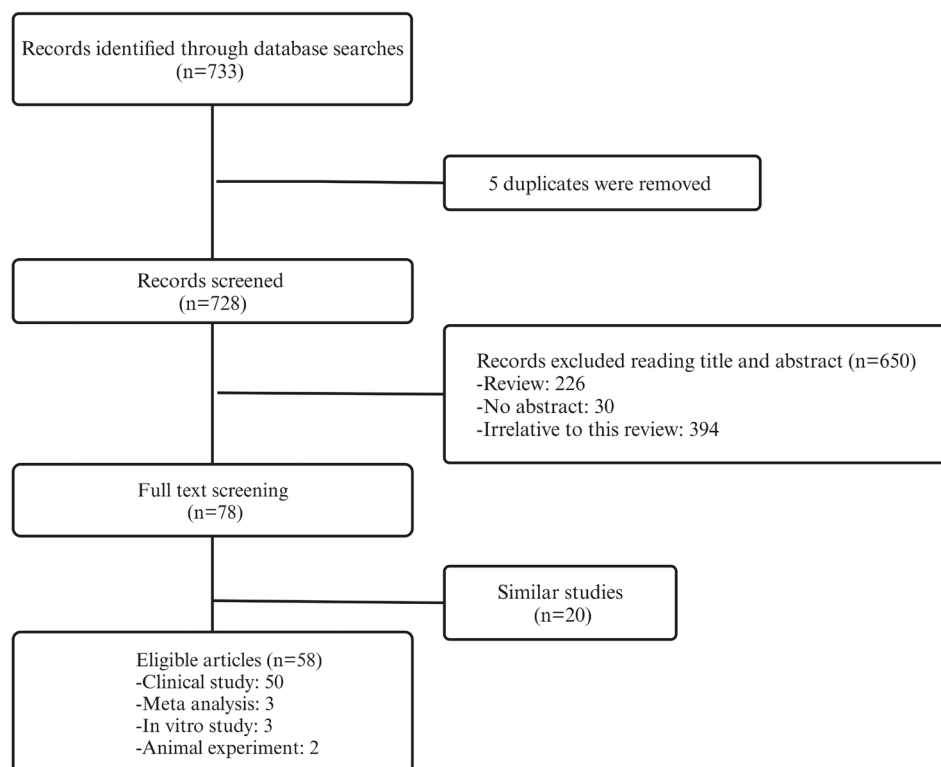 Records identified through database searches
(n=733)
5 duplicates were removed
Records screened
(n=728)
Records excluded reading title and abstract (n=650)
-Review: 226
-No abstract: 30
-Irrelative to this review: 394
Full text screening
(n=78)
Similar studies
(n=20)
Eligible articles (n=58)
-Clinical study: 50
-Meta analysis: 3
-In vitro study: 3
-Animal experiment: 2